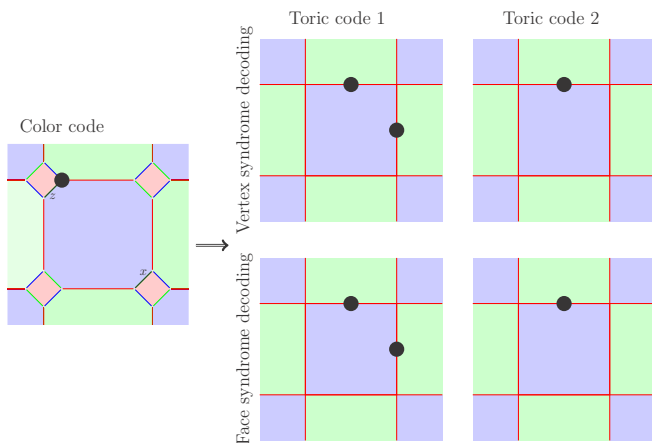 Toric code 1
Toric code 2
Vertex syndrome decoding
Color code
z
x
Face syndrome decoding